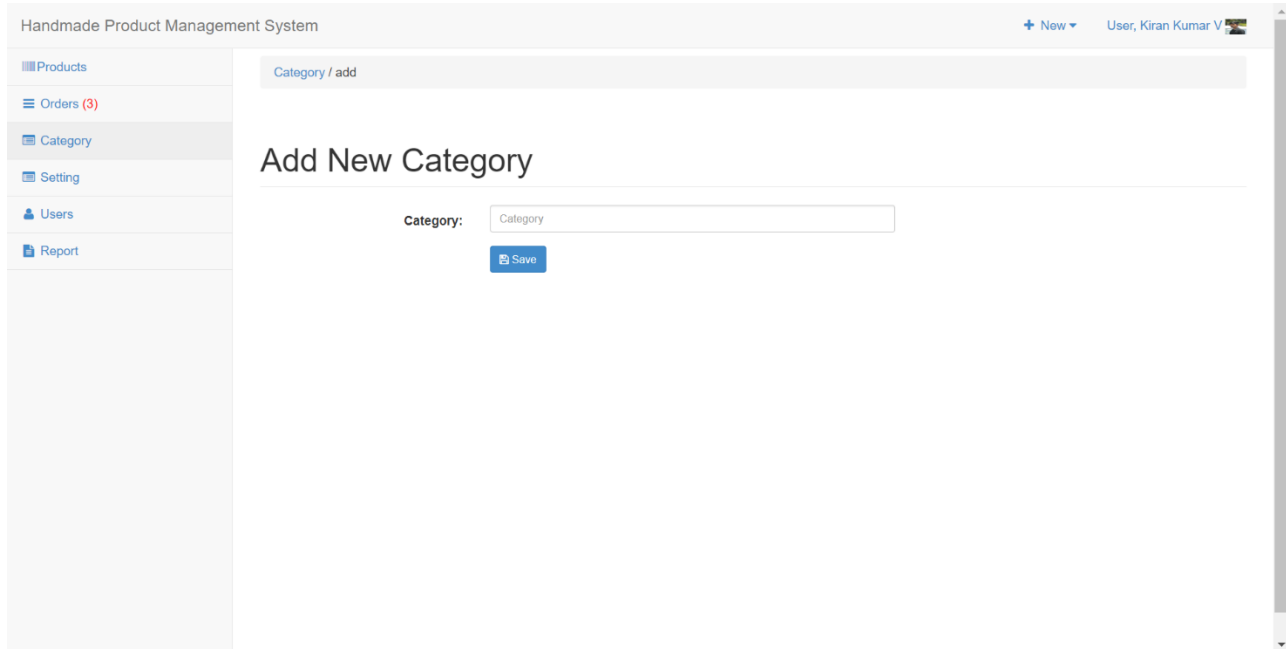 Handmade Product Management System
New
User, Kiran Kumar V
Products
Orders (3)
Category
Setting
Users
Report
Category / add
Add New Category
Category:
Category
Save